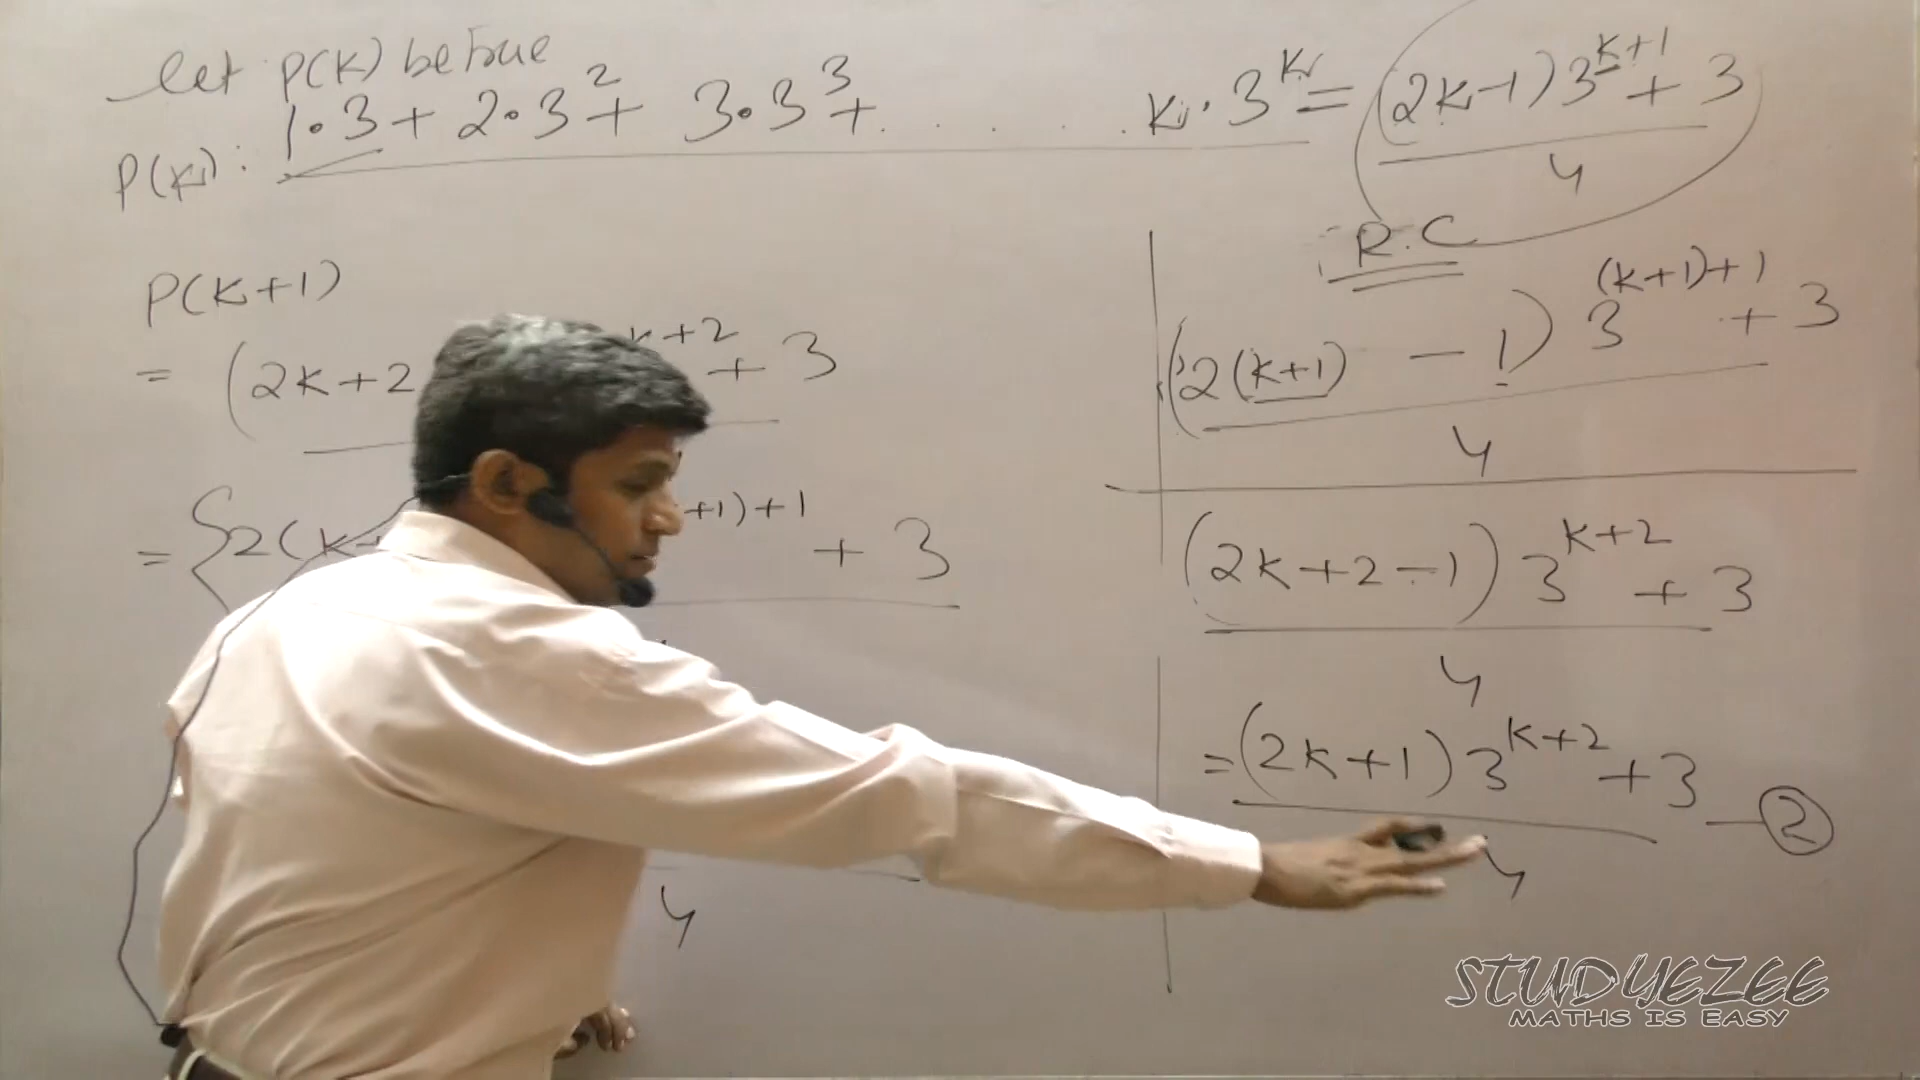 let P(K) be true
P(K): 1·3 + 2·3² + 3·3³ + . . . . . K·3^K = (2K-1)3^(K+1) + 3
4
R.C
P(K+1)
(2(K+1) - 1) 3^((K+1)+1) + 3
4
= (2K+2 K+2 + 3
= {2(K+ +1)+1 + 3
(2K+2-1) 3^(K+2) + 3
4
= (2K+1) 3^(K+2) + 3 - 2
4
4
STUDYEZEE
MATHS IS EASY